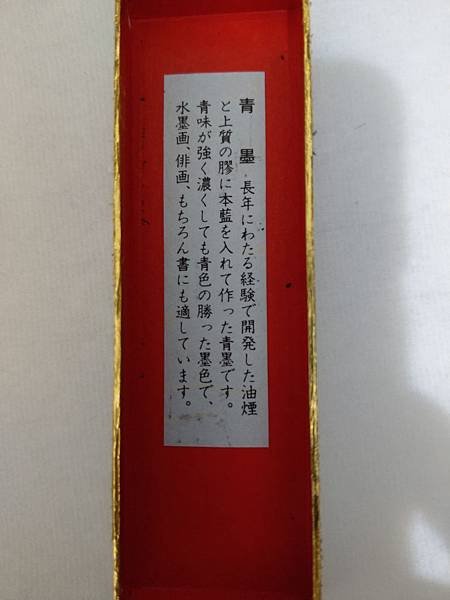 青墨 長年にわたる経験で開発した油煙
と上質の膠に本藍を入れて作った青墨です。
青味が強く濃くしても青色の勝った墨色で、
水墨画、俳画、もちろん書にも適しています。